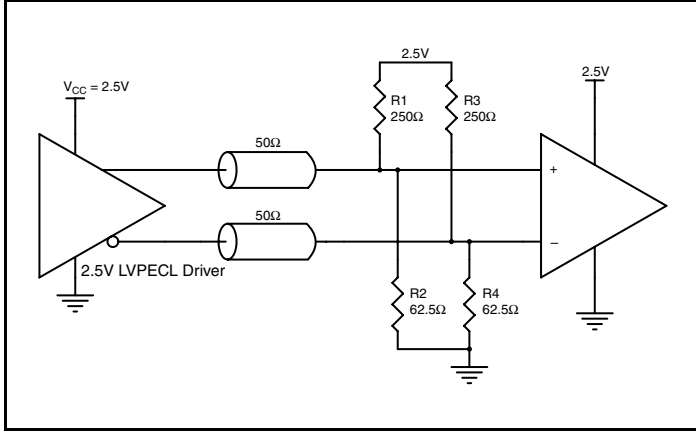 2.5V
V_CC = 2.5V
2.5V
R1
250Ω
R3
250Ω
50Ω
+
50Ω
−
2.5V LVPECL Driver
R2
62.5Ω
R4
62.5Ω